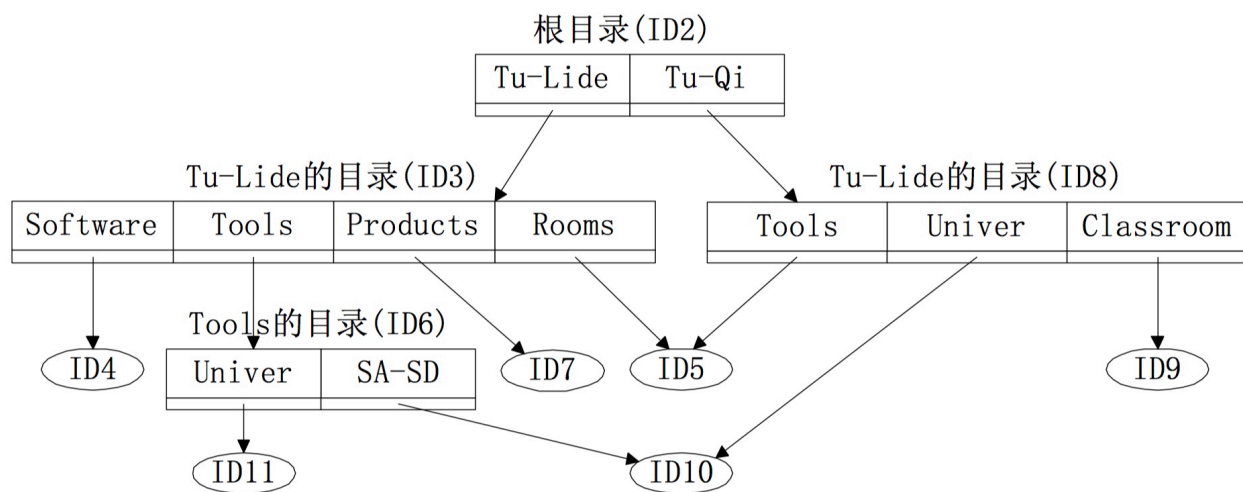 根目录(ID2)
Tu-Lide Tu-Qi
Tu-Lide的目录(ID3) Tu-Lide的目录(ID8)
Software Tools Products Rooms Tools Univer Classroom
Tools的目录(ID6)
ID4 Univer SA-SD ID7 ID5 ID9
ID11 ID10